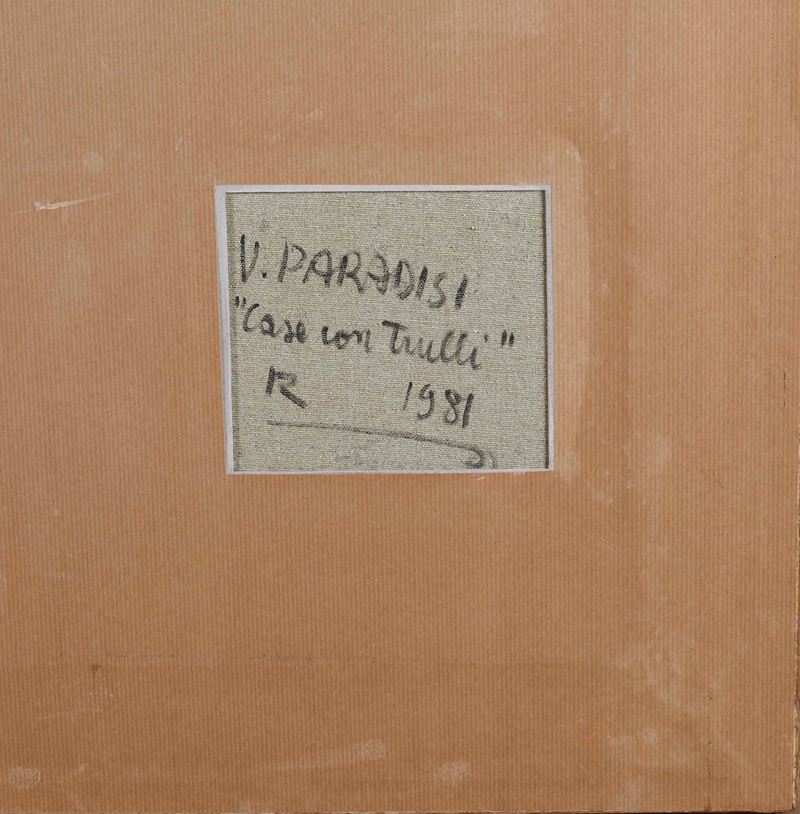 V. PARADISI
"Case con Trulli"
R 1981